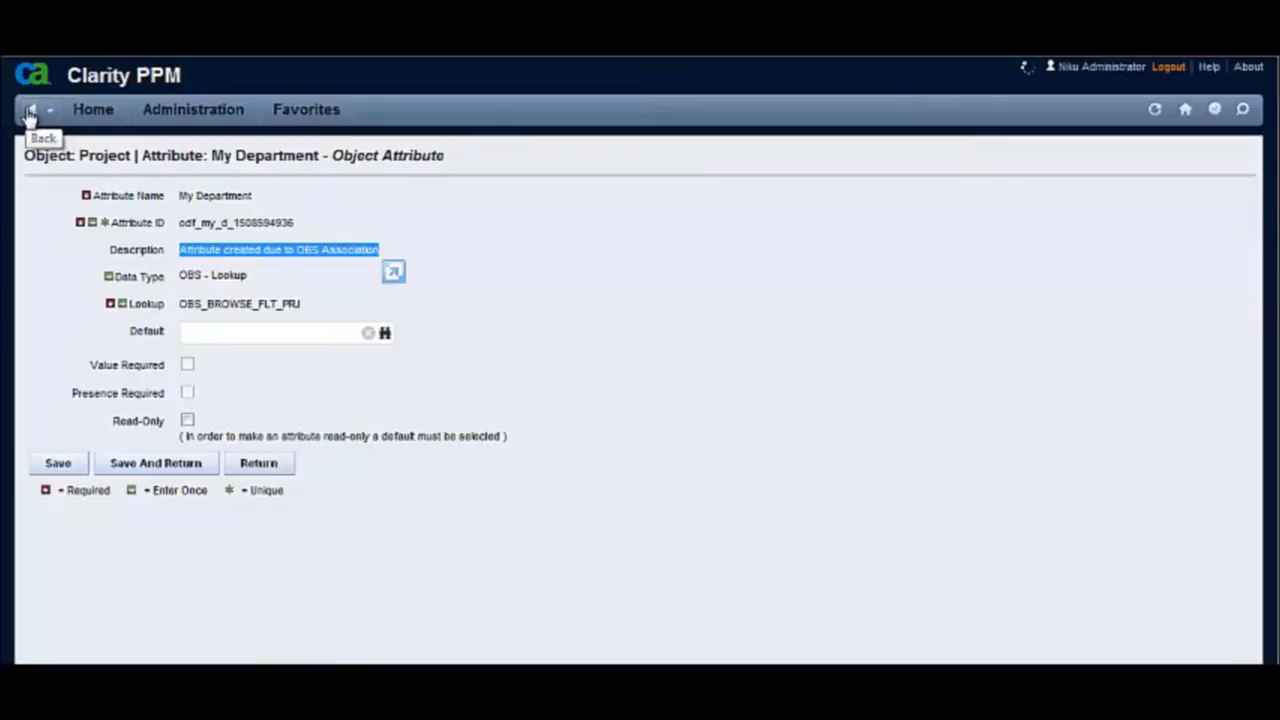 ca Clarity PPM
Niku Administrator Logout | Help | About
Home Administration Favorites
Back
Object: Project | Attribute: My Department - Object Attribute
Attribute Name My Department
Attribute ID odf_my_d_1508594936
Description Attribute created due to OBS Association
Data Type OBS - Lookup
Lookup OBS_BROWSE_FLT_PRJ
Default
Value Required
Presence Required
Read-Only
( In order to make an attribute read-only a default must be selected )
Save Save And Return Return
= Required = Enter Once * = Unique